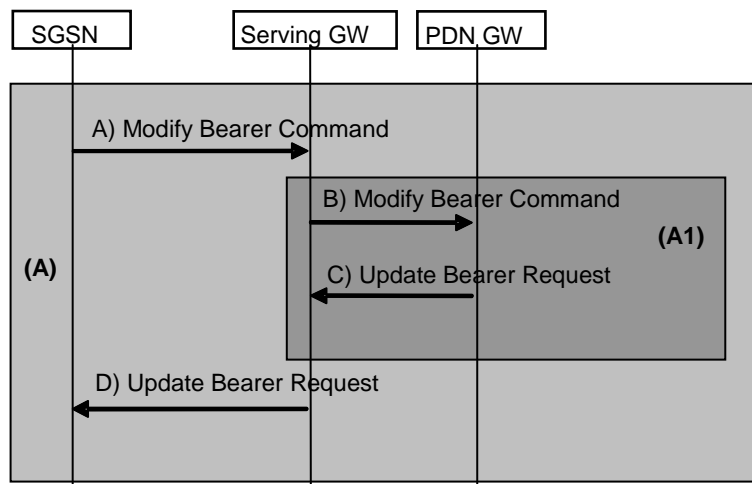 SGSN
Serving GW
PDN GW
A) Modify Bearer Command
B) Modify Bearer Command
(A1)
(A)
C) Update Bearer Request
D) Update Bearer Request